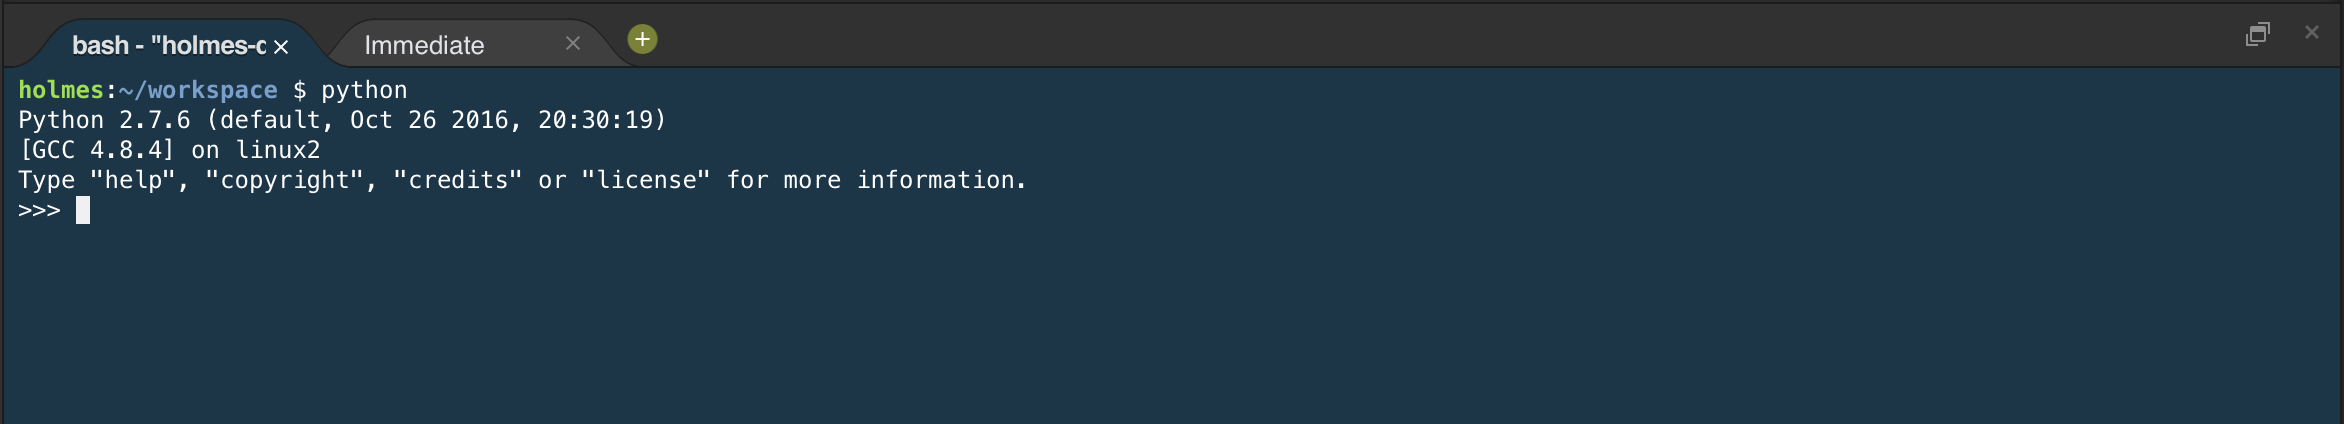 bash - "holmes-c × Immediate × +
holmes:~/workspace $ python
Python 2.7.6 (default, Oct 26 2016, 20:30:19)
[GCC 4.8.4] on linux2
Type "help", "copyright", "credits" or "license" for more information.
>>>